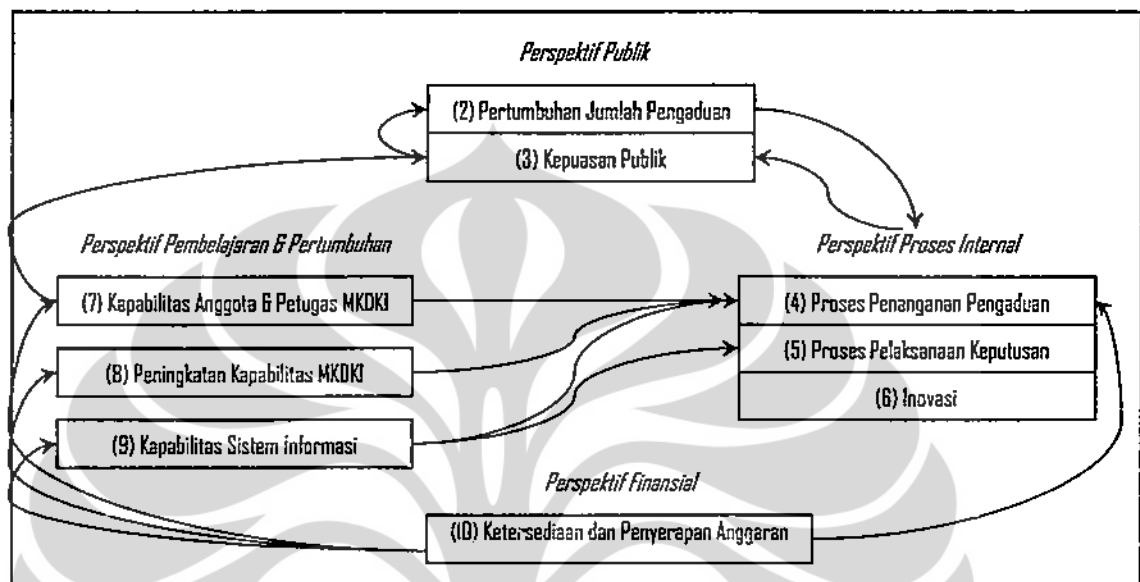 Perspektif Publik
(2) Pertumbuhan Jumlah Pengaduan
(3) Kepuasan Publik
Perspektif Pembelajaran & Pertumbuhan
(7) Kapabilitas Anggota & Petugas MKDKI
(8) Peningkatan Kapabilitas MKDKI
(9) Kapabilitas Sistem Informasi
Perspektif Proses Internal
(4) Proses Penanganan Pengaduan
(5) Proses Pelaksanaan Keputusan
(6) Inovasi
Perspektif Finansial
(10) Ketersediaan dan Penyerapan Anggaran